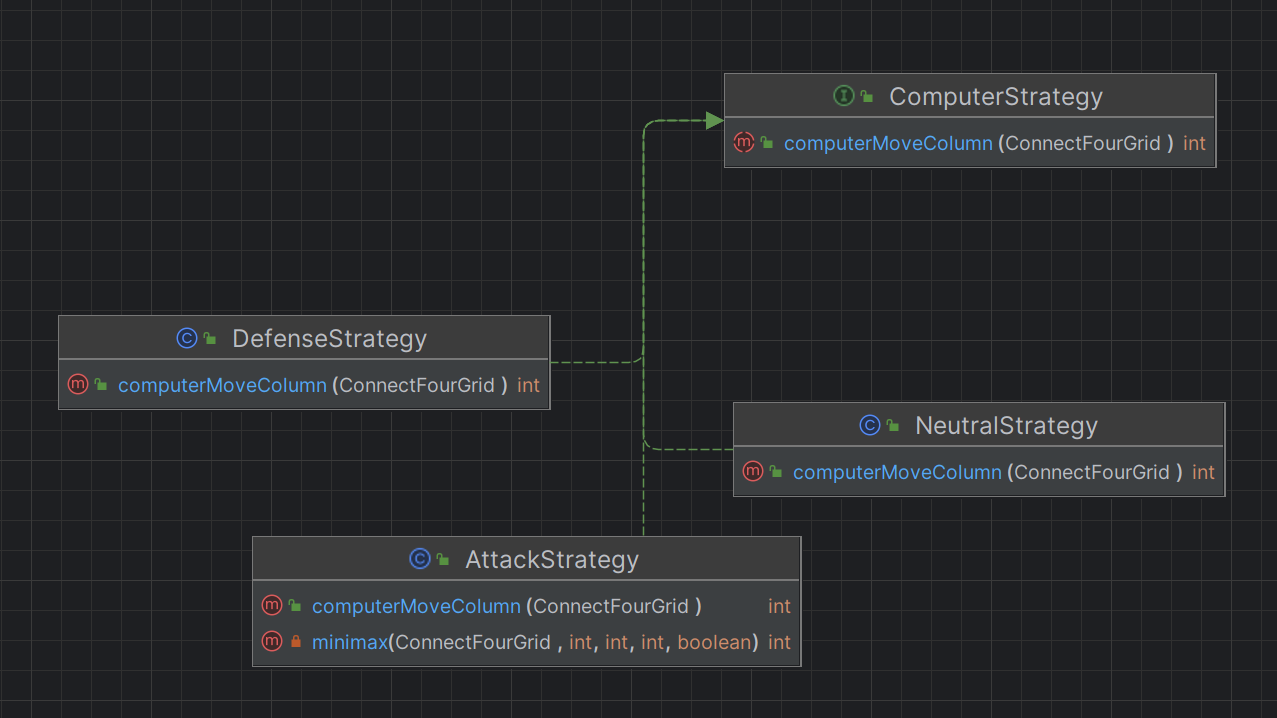 ComputerStrategy
computerMoveColumn(ConnectFourGrid ) int
DefenseStrategy
computerMoveColumn(ConnectFourGrid ) int
NeutralStrategy
computerMoveColumn(ConnectFourGrid ) int
AttackStrategy
computerMoveColumn(ConnectFourGrid ) int
minimax(ConnectFourGrid , int, int, int, boolean) int